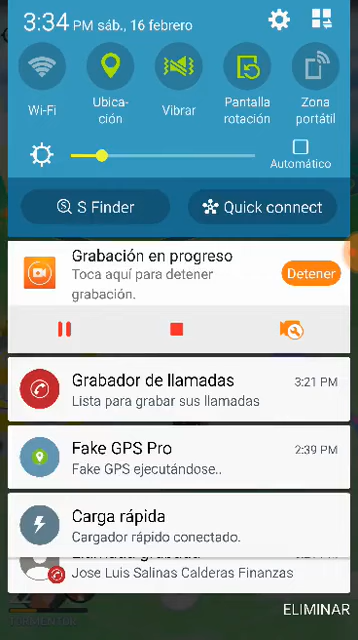 3:34 PM sáb., 16 febrero
Wi-Fi
Ubica-
ción
Vibrar
Pantalla
rotación
Zona
portátil
Automático
S Finder
Quick connect
Grabación en progreso
Toca aquí para detener
grabación.
Detener
Grabador de llamadas
3:21 PM
Lista para grabar sus llamadas
Fake GPS Pro
2:39 PM
Fake GPS ejecutándose..
Carga rápida
Cargador rápido conectado.
Jose Luis Salinas Calderas Finanzas
ELIMINAR